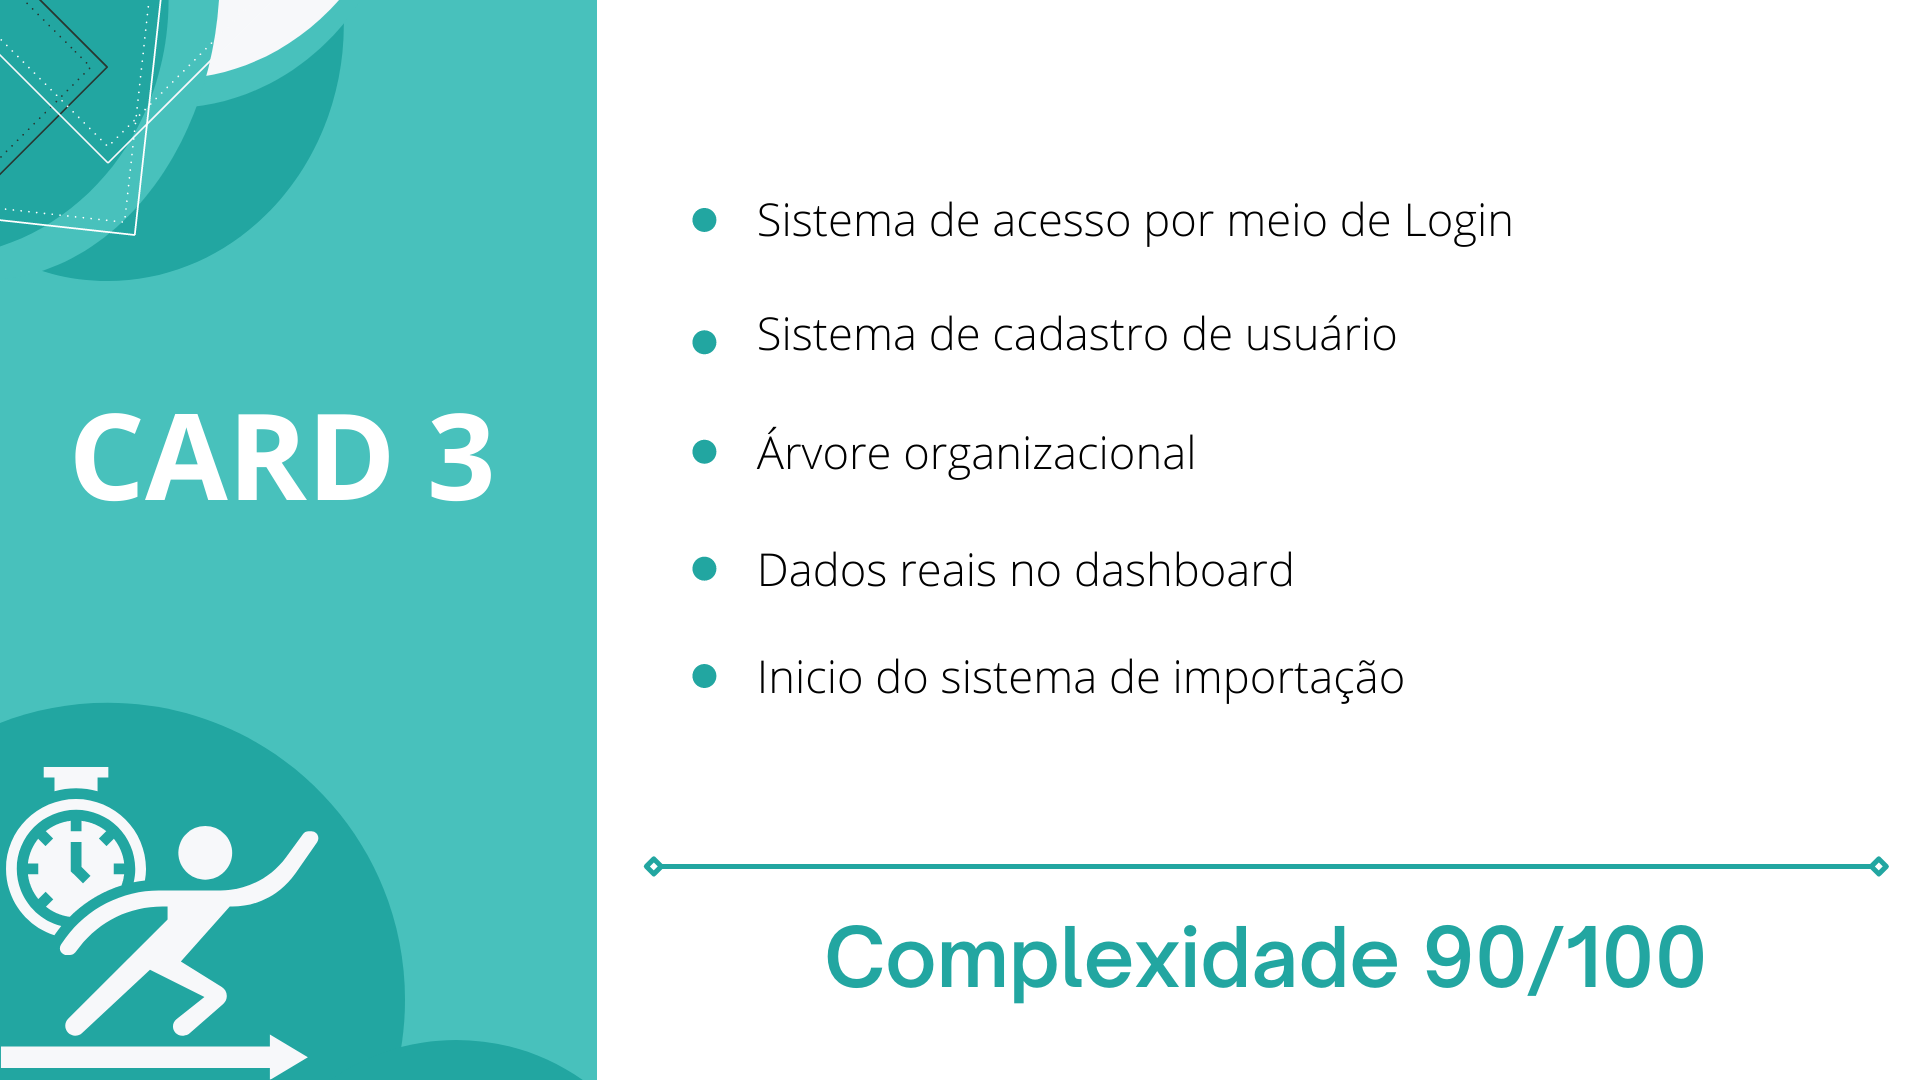 CARD 3
Sistema de acesso por meio de Login
Sistema de cadastro de usuário
Árvore organizacional
Dados reais no dashboard
Inicio do sistema de importação
Complexidade 90/100